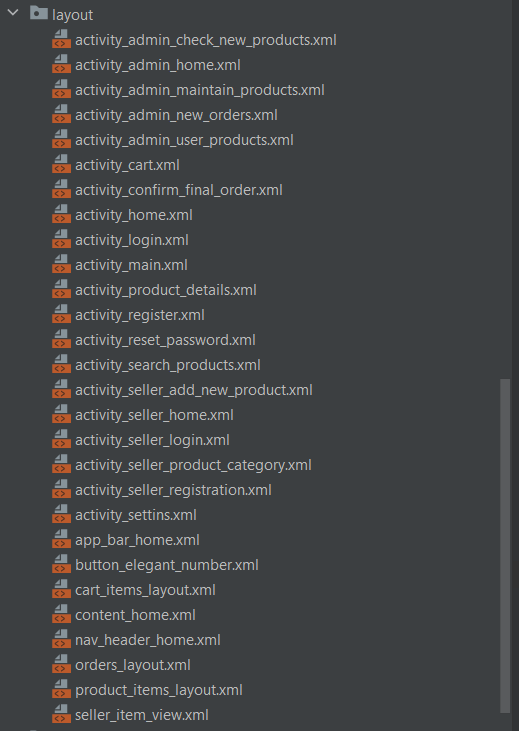 layout
activity_admin_check_new_products.xml
activity_admin_home.xml
activity_admin_maintain_products.xml
activity_admin_new_orders.xml
activity_admin_user_products.xml
activity_cart.xml
activity_confirm_final_order.xml
activity_home.xml
activity_login.xml
activity_main.xml
activity_product_details.xml
activity_register.xml
activity_reset_password.xml
activity_search_products.xml
activity_seller_add_new_product.xml
activity_seller_home.xml
activity_seller_login.xml
activity_seller_product_category.xml
activity_seller_registration.xml
activity_settins.xml
app_bar_home.xml
button_elegant_number.xml
cart_items_layout.xml
content_home.xml
nav_header_home.xml
orders_layout.xml
product_items_layout.xml
seller_item_view.xml